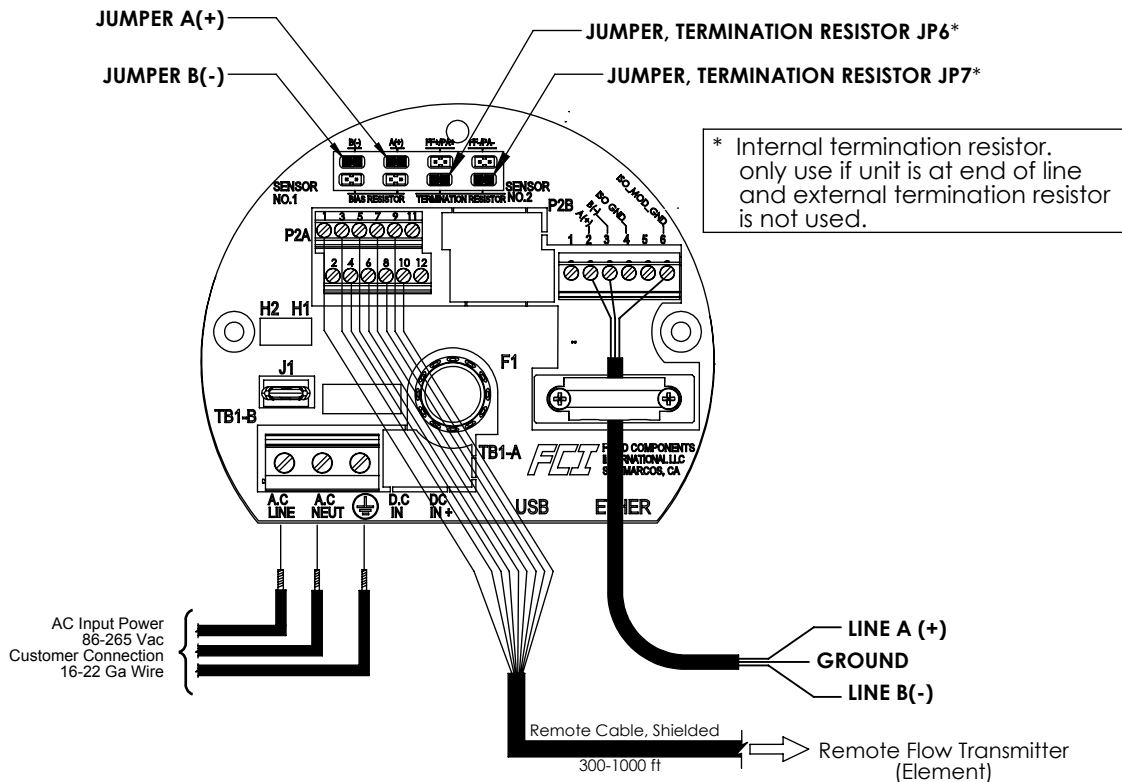 JUMPER A(+)
JUMPER, TERMINATION RESISTOR JP6*
JUMPER B(-)
JUMPER, TERMINATION RESISTOR JP7*
* Internal termination resistor.
only use if unit is at end of line
and external termination resistor
is not used.
B(-)
A(+)
SENSOR
NO.1
BIAS RESISTOR
TERMINATION RESISTOR
SENSOR
NO.2
P2A
P2B
1 3 5 7 9 11
2 4 6 8 10 12
A(+)
B(-)
ISO GND
ISO_MOD_GND
1 2 3 4 5 6
H2 H1
J1
F1
TB1-B
TB1-A
FCI
COMPONENTS
INTERNATIONAL LLC
MARCOS, CA
A.C
LINE
A.C
NEUT
D.C
IN
DC
IN +
USB
AC Input Power
86-265 Vac
Customer Connection
16-22 Ga Wire
LINE A (+)
GROUND
LINE B(-)
Remote Cable, Shielded
300-1000 ft
Remote Flow Transmitter
(Element)